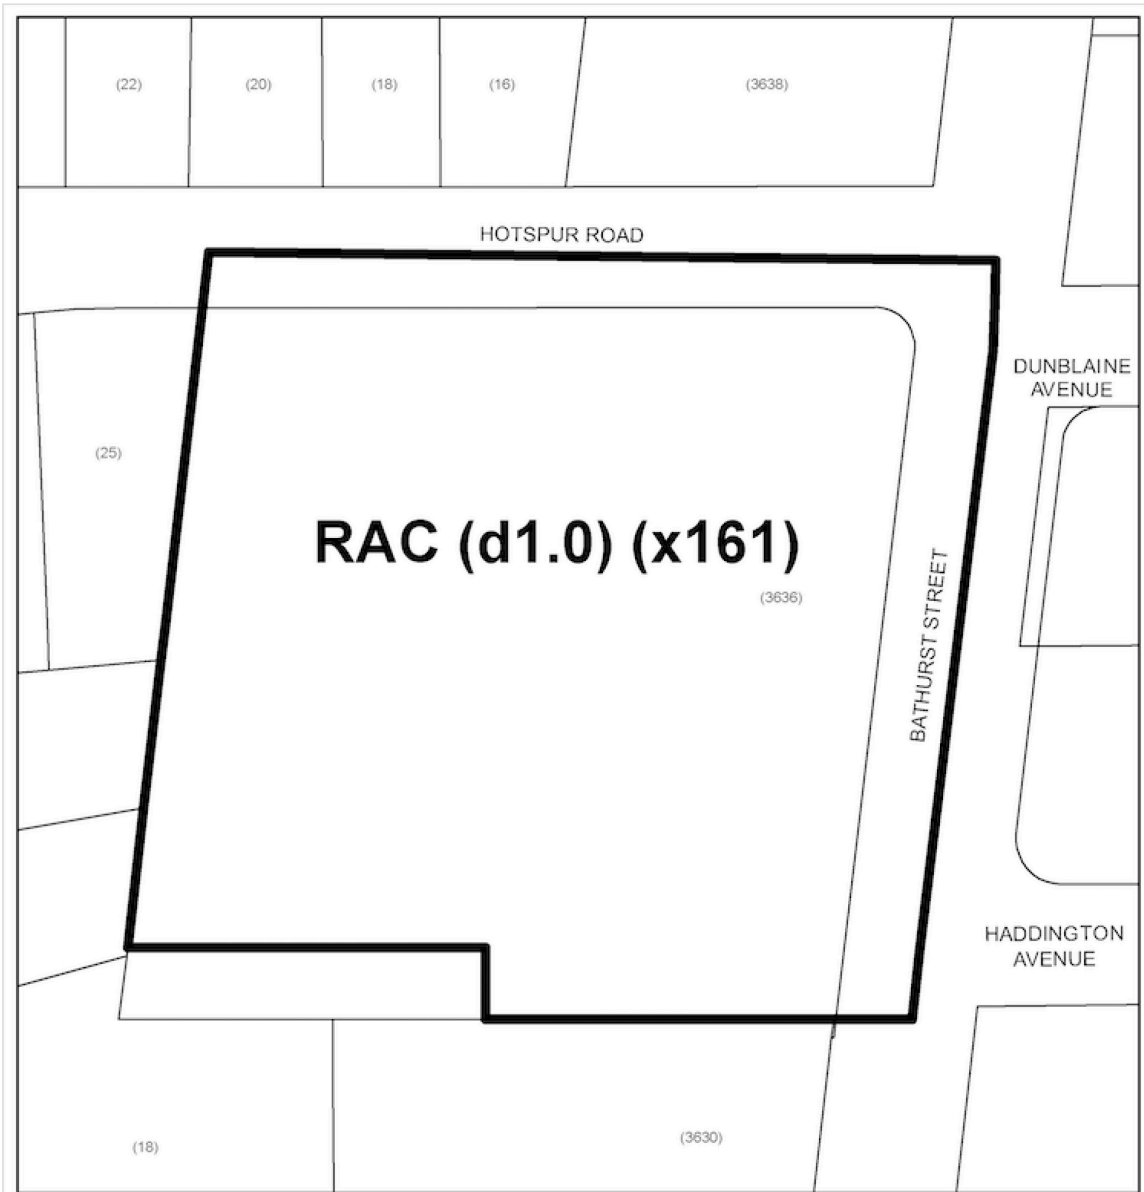 (22)
(20)
(18)
(16)
(3638)
HOTSPUR ROAD
DUNBLAINE
AVENUE
(25)
RAC (d1.0) (x161)
(3636)
BATHURST STREET
HADDINGTON
AVENUE
(18)
(3630)